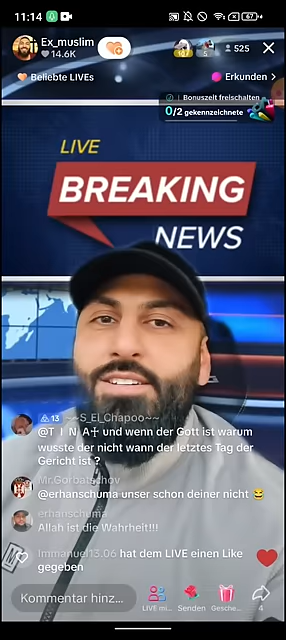 11:14
67
Ex_muslim
14.6K
107
5
525
Beliebte LIVEs
Erkunden >
Bonuszeit freischalten
0/2 gekennzeichnete
LIVE
BREAKING
NEWS
13 ~~S_El_Chapoo~~
@T I N A┼ und wenn der Gott ist warum
wusste der nicht wann der letztes Tag der
Gericht ist ?
Mr.Gorbatschov
@erhanschuma unser schon deiner nicht 😅
erhanschuma
Allah ist die Wahrheit!!!
Immanuel13.06 hat dem LIVE einen Like
gegeben
Kommentar hinz...
LIVE mi...
Senden
Gesche...
4